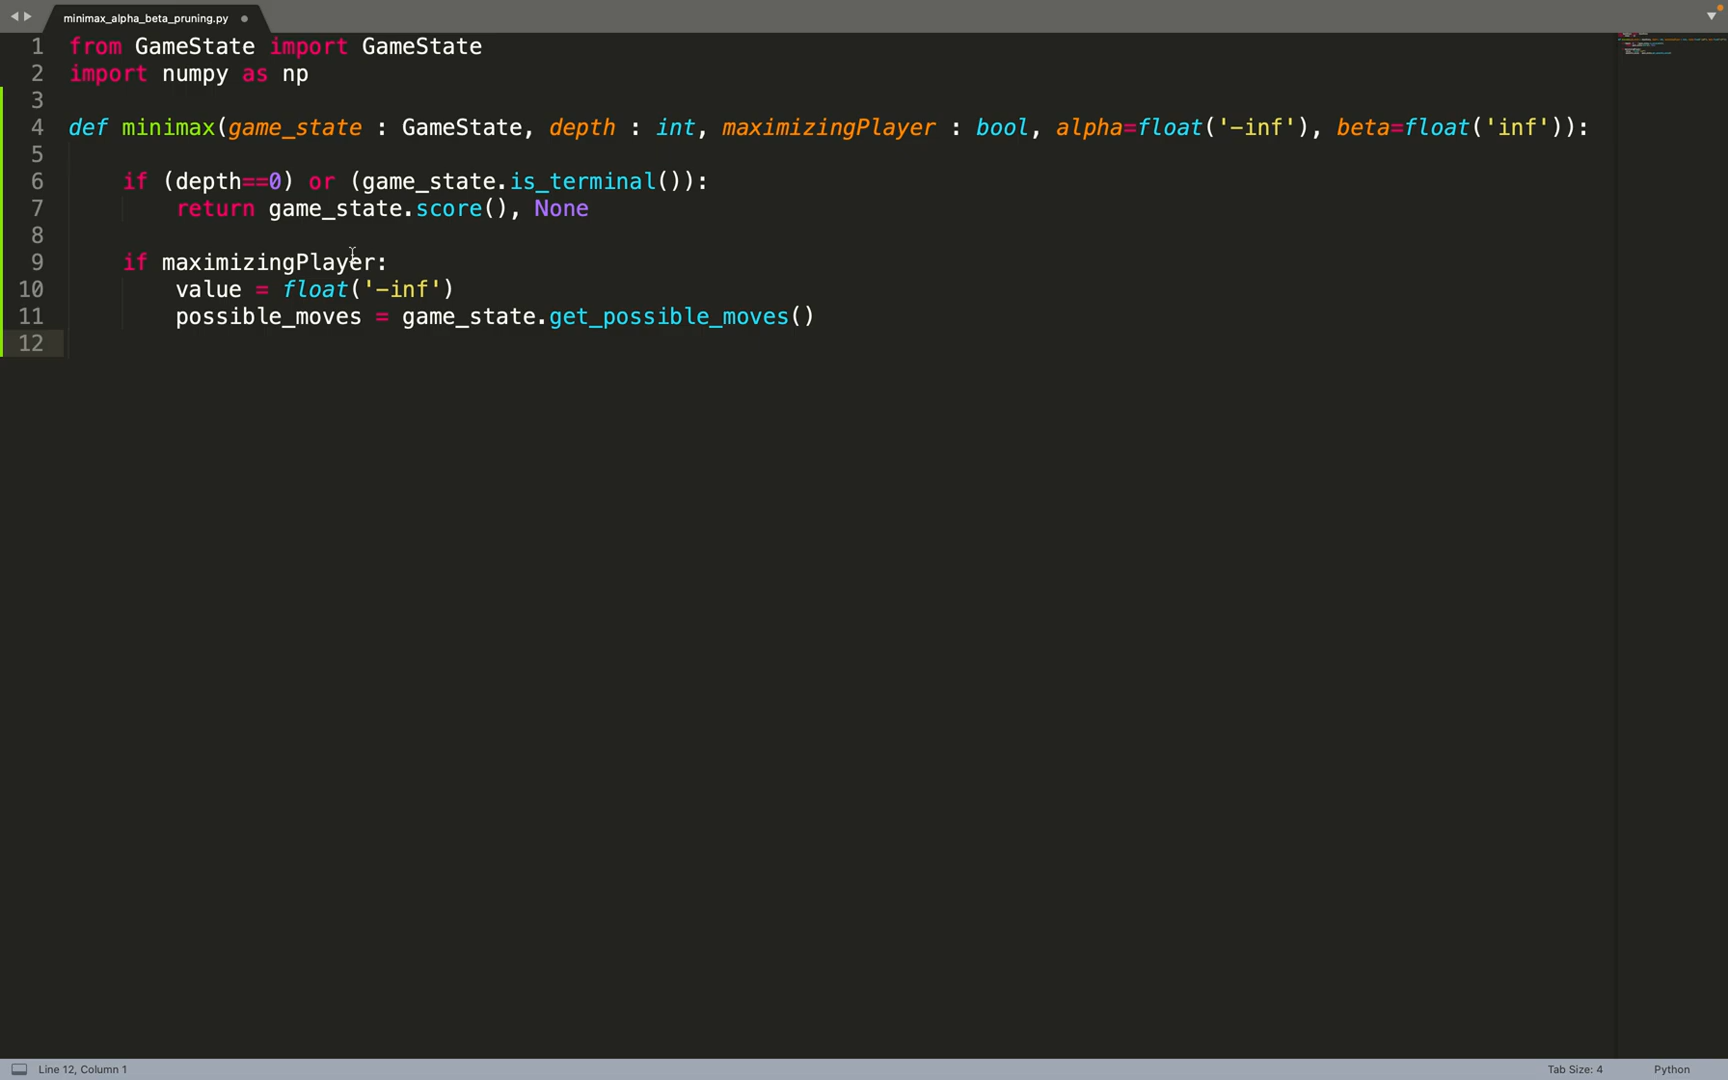 minimax_alpha_beta_pruning.py
1 from GameState import GameState
2 import numpy as np
3
4 def minimax(game_state : GameState, depth : int, maximizingPlayer : bool, alpha=float('-inf'), beta=float('inf')):
5
6     if (depth==0) or (game_state.is_terminal()):
7         return game_state.score(), None
8
9     if maximizingPlayer:
10         value = float('-inf')
11         possible_moves = game_state.get_possible_moves()
12
Line 12, Column 1
Tab Size: 4
Python